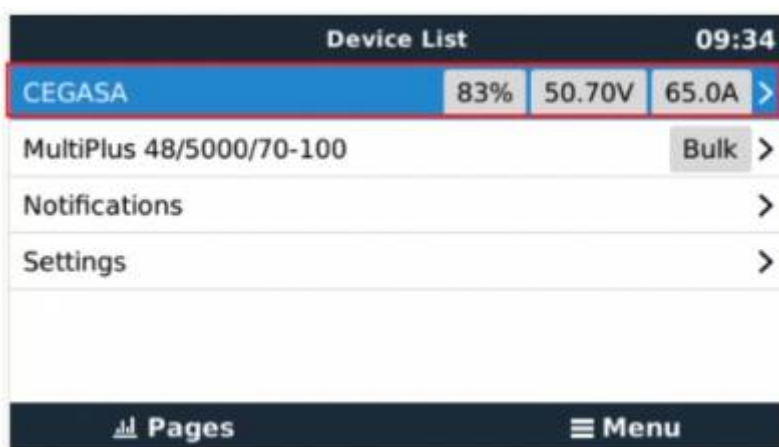 Device List 09:34
CEGASA 83% 50.70V 65.0A
MultiPlus 48/5000/70-100 Bulk
Notifications
Settings
Pages Menu